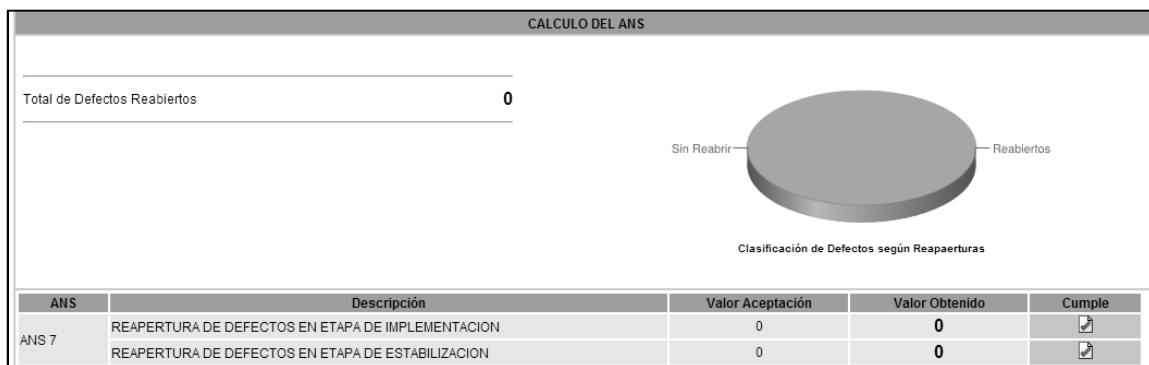 CALCULO DEL ANS
Total de Defectos Reabiertos 0
Sin Reabrir Reabiertos
Clasificación de Defectos según Reapaerturas
ANS Descripción Valor Aceptación Valor Obtenido Cumple
ANS 7
REAPERTURA DE DEFECTOS EN ETAPA DE IMPLEMENTACION 0 0
REAPERTURA DE DEFECTOS EN ETAPA DE ESTABILIZACION 0 0